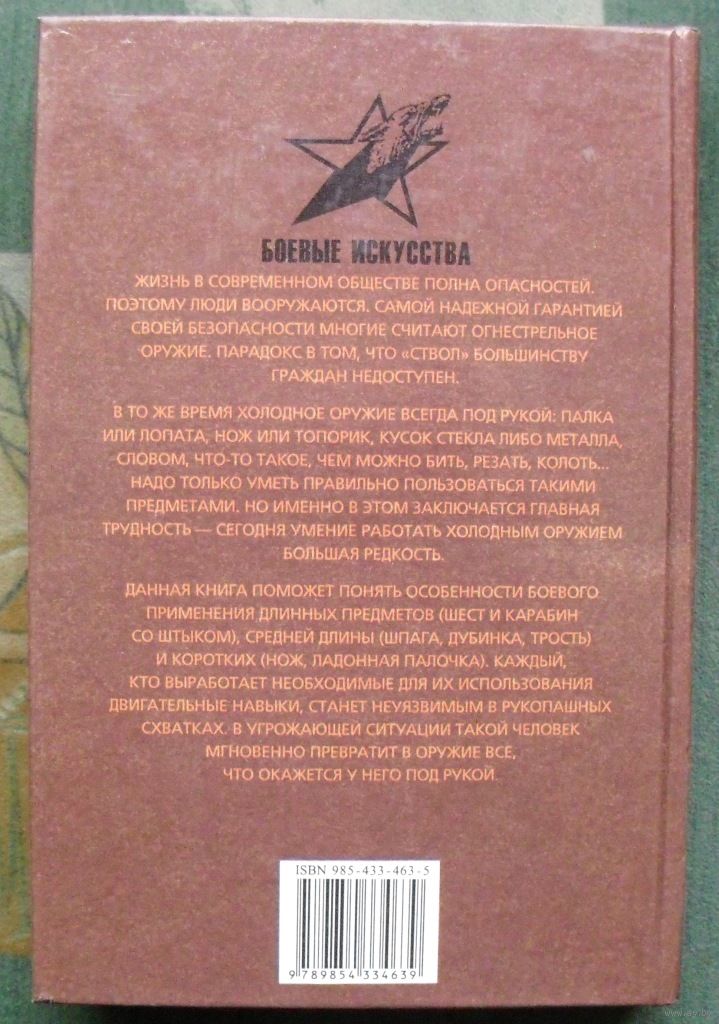 БОЕВЫЕ ИСКУССТВА
ЖИЗНЬ В СОВРЕМЕННОМ ОБЩЕСТВЕ ПОЛНА ОПАСНОСТЕЙ.
ПОЭТОМУ ЛЮДИ ВООРУЖАЮТСЯ. САМОЙ НАДЕЖНОЙ ГАРАНТИЕЙ
СВОЕЙ БЕЗОПАСНОСТИ МНОГИЕ СЧИТАЮТ ОГНЕСТРЕЛЬНОЕ
ОРУЖИЕ. ПАРАДОКС В ТОМ, ЧТО «СТВОЛ» БОЛЬШИНСТВУ
ГРАЖДАН НЕДОСТУПЕН.
В ТО ЖЕ ВРЕМЯ ХОЛОДНОЕ ОРУЖИЕ ВСЕГДА ПОД РУКОЙ: ПАЛКА
ИЛИ ЛОПАТА, НОЖ ИЛИ ТОПОРИК, КУСОК СТЕКЛА ЛИБО МЕТАЛЛА,
СЛОВОМ, ЧТО-ТО ТАКОЕ, ЧЕМ МОЖНО БИТЬ, РЕЗАТЬ, КОЛОТЬ...
НАДО ТОЛЬКО УМЕТЬ ПРАВИЛЬНО ПОЛЬЗОВАТЬСЯ ТАКИМИ
ПРЕДМЕТАМИ. НО ИМЕННО В ЭТОМ ЗАКЛЮЧАЕТСЯ ГЛАВНАЯ
ТРУДНОСТЬ — СЕГОДНЯ УМЕНИЕ РАБОТАТЬ ХОЛОДНЫМ ОРУЖИЕМ
БОЛЬШАЯ РЕДКОСТЬ.
ДАННАЯ КНИГА ПОМОЖЕТ ПОНЯТЬ ОСОБЕННОСТИ БОЕВОГО
ПРИМЕНЕНИЯ ДЛИННЫХ ПРЕДМЕТОВ (ШЕСТ И КАРАБИН
СО ШТЫКОМ), СРЕДНЕЙ ДЛИНЫ (ШПАГА, ДУБИНКА, ТРОСТЬ)
И КОРОТКИХ (НОЖ, ЛАДОННАЯ ПАЛОЧКА). КАЖДЫЙ,
КТО ВЫРАБОТАЕТ НЕОБХОДИМЫЕ ДЛЯ ИХ ИСПОЛЬЗОВАНИЯ
ДВИГАТЕЛЬНЫЕ НАВЫКИ, СТАНЕТ НЕУЯЗВИМЫМ В РУКОПАШНЫХ
СХВАТКАХ. В УГРОЖАЮЩЕЙ СИТУАЦИИ ТАКОЙ ЧЕЛОВЕК
МГНОВЕННО ПРЕВРАТИТ В ОРУЖИЕ ВСЕ,
ЧТО ОКАЖЕТСЯ У НЕГО ПОД РУКОЙ.
ISBN 985-433-463-5
9 789854 334639